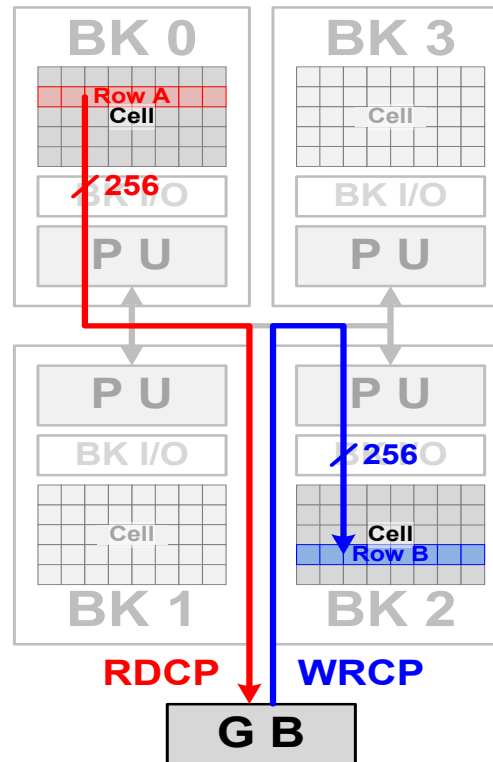 BK 0
Row A
Cell
256
BK I/O
P U
BK 3
Cell
BK I/O
P U
P U
BK I/O
Cell
BK 1
P U
256
BK I/O
Cell
Row B
BK 2
RDCP
WRCP
G B